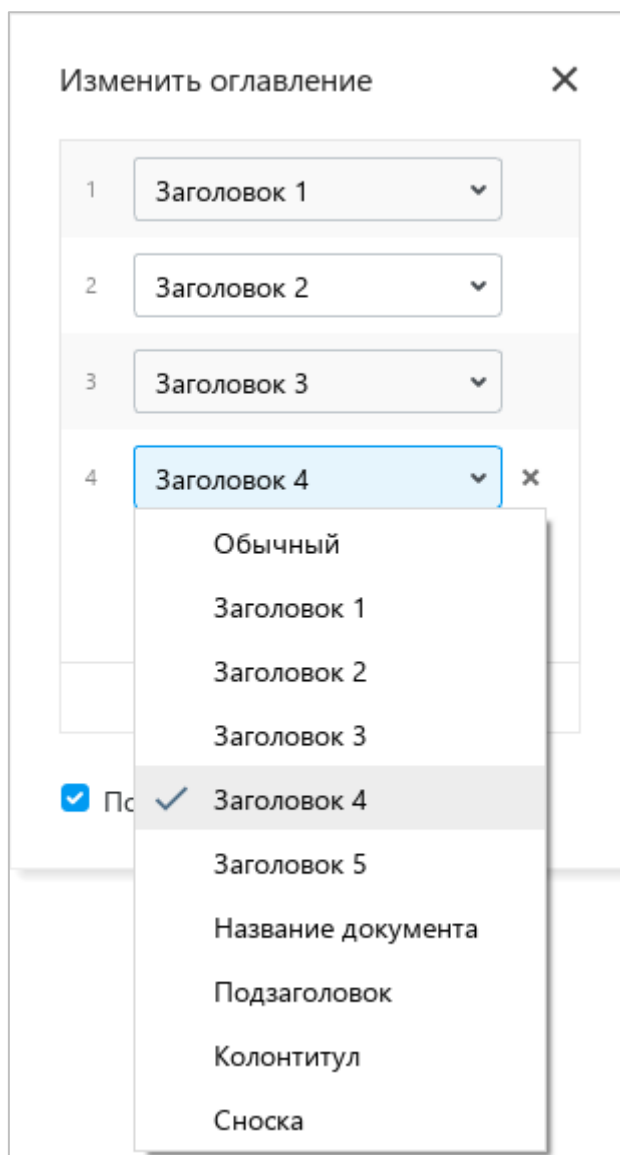 Изменить оглавление
1 Заголовок 1
2 Заголовок 2
3 Заголовок 3
4 Заголовок 4
Обычный
Заголовок 1
Заголовок 2
Заголовок 3
Заголовок 4
Заголовок 5
Название документа
Подзаголовок
Колонтитул
Сноска